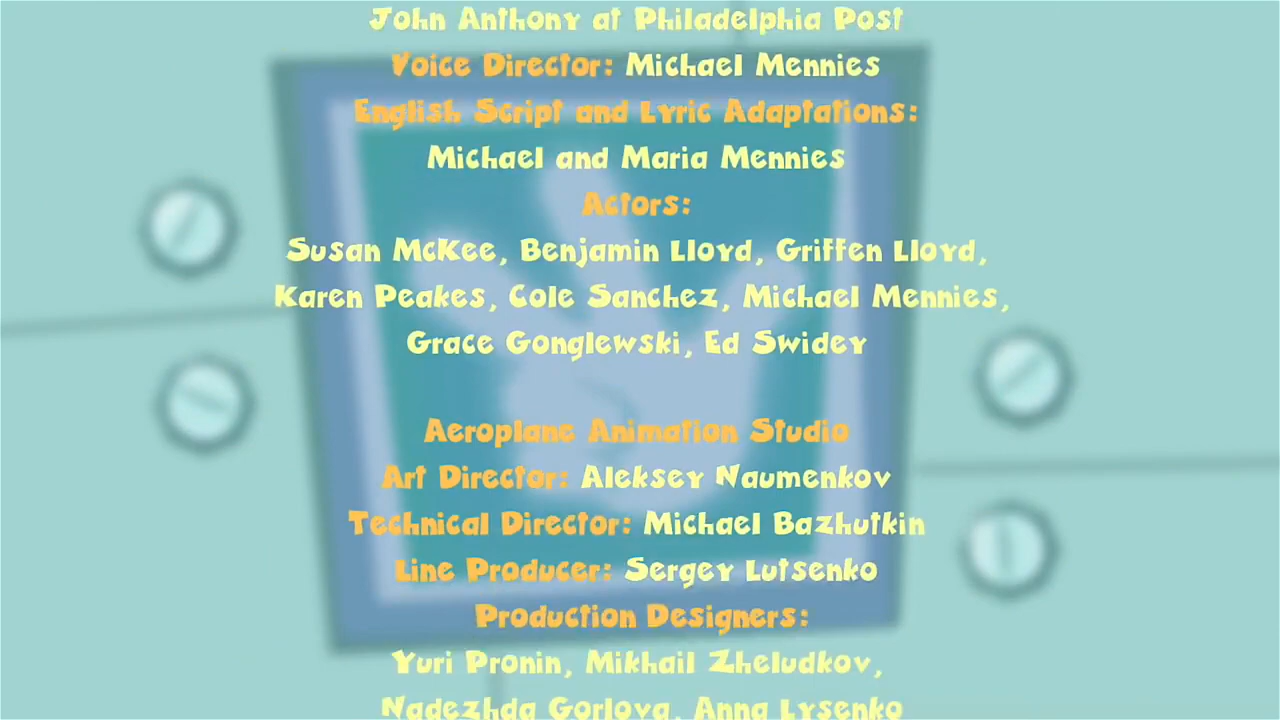 John Anthony at Philadelphia Post
Voice Director: Michael Mennies
English Script and Lyric Adaptations:
Michael and Maria Mennies
Actors:
Susan McKee, Benjamin Lloyd, Griffen Lloyd,
Karen Peakes, Cole Sanchez, Michael Mennies,
Grace Gonglewski, Ed Swidey
Aeroplane Animation Studio
Art Director: Aleksey Naumenkov
Technical Director: Michael Bazhutkin
Line Producer: Sergey Lutsenko
Production Designers:
Yuri Pronin, Mikhail Zheludkov,
Nadezhda Gorlova, Anna Lysenko